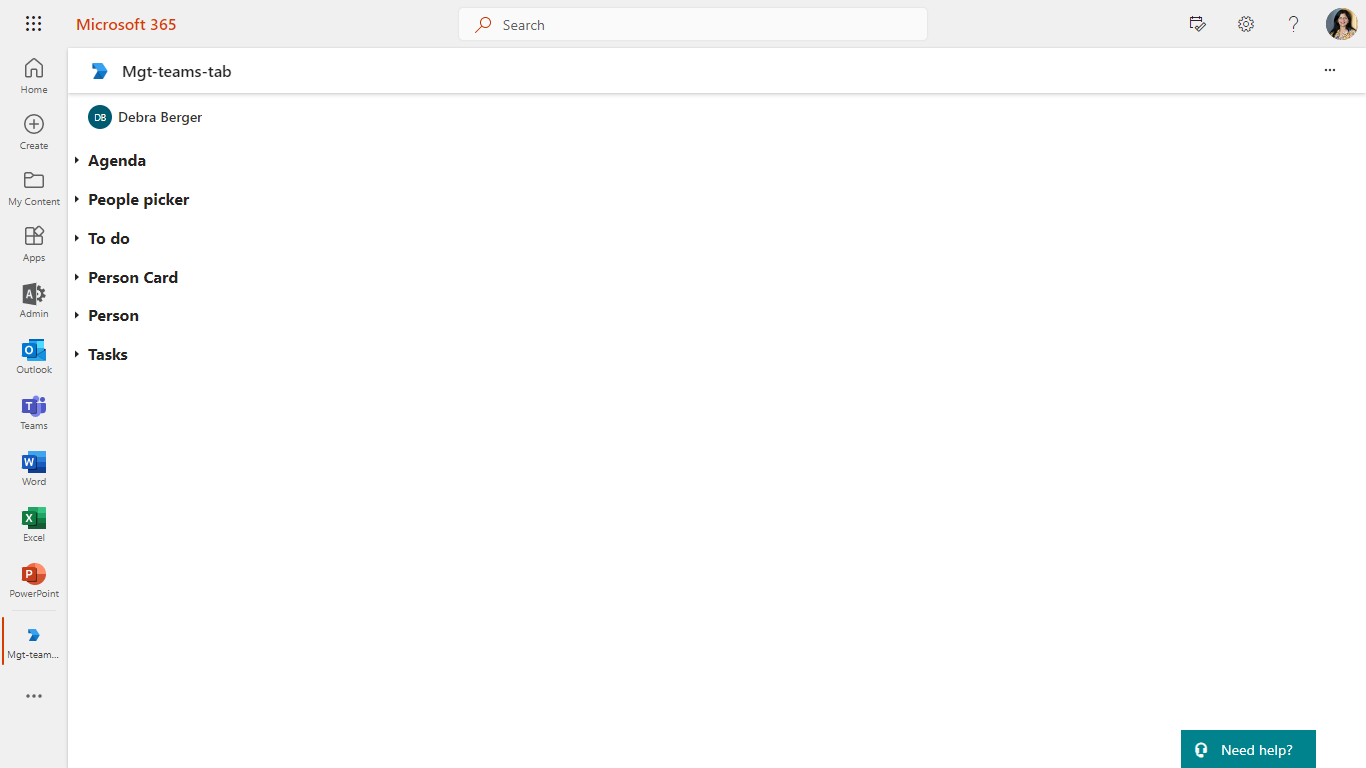 Microsoft 365
Search
Home
Create
My Content
Apps
Admin
Outlook
Teams
Word
Excel
PowerPoint
Mgt-team...
Mgt-teams-tab
DB Debra Berger
Agenda
People picker
To do
Person Card
Person
Tasks
Need help?